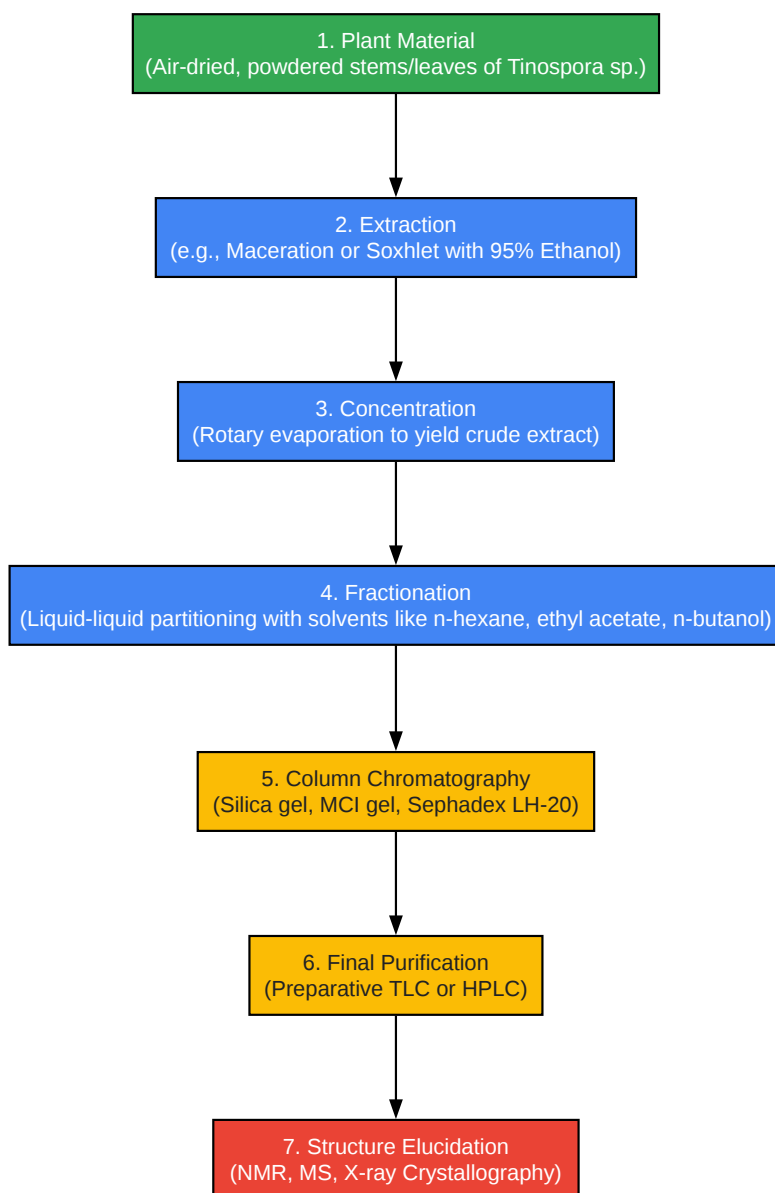 1. Plant Material
(Air-dried, powdered stems/leaves of Tinospora sp.)
2. Extraction
(e.g., Maceration or Soxhlet with 95% Ethanol)
3. Concentration
(Rotary evaporation to yield crude extract)
4. Fractionation
(Liquid-liquid partitioning with solvents like n-hexane, ethyl acetate, n-butanol)
5. Column Chromatography
(Silica gel, MCI gel, Sephadex LH-20)
6. Final Purification
(Preparative TLC or HPLC)
7. Structure Elucidation
(NMR, MS, X-ray Crystallography)